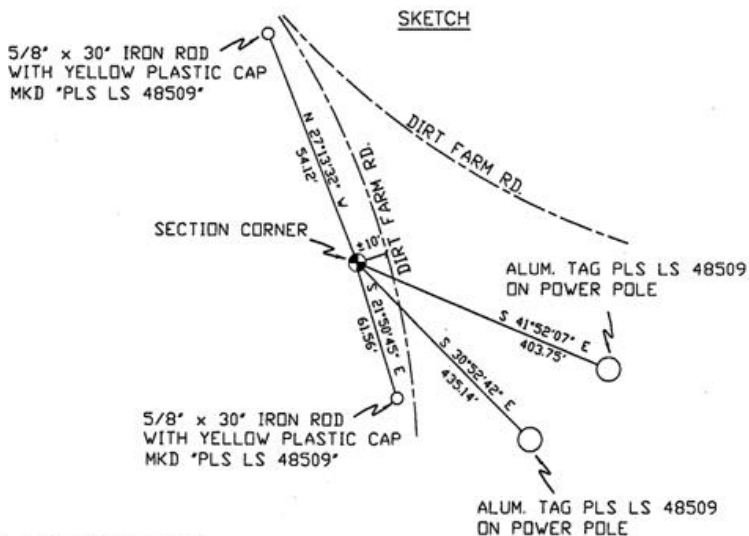 SKETCH
5/8" x 30" IRON ROD
WITH YELLOW PLASTIC CAP
MKD "PLS LS 48509"
DIRT FARM RD.
N 27°13'32" W
54.12'
DIRT FARM RD.
SECTION CORNER
±10'
ALUM. TAG PLS LS 48509
ON POWER POLE
S 41°52'07" E
403.75'
S 21°50'45" E
61.56'
S 30°52'42" E
435.14'
5/8" x 30" IRON ROD
WITH YELLOW PLASTIC CAP
MKD "PLS LS 48509"
ALUM. TAG PLS LS 48509
ON POWER POLE